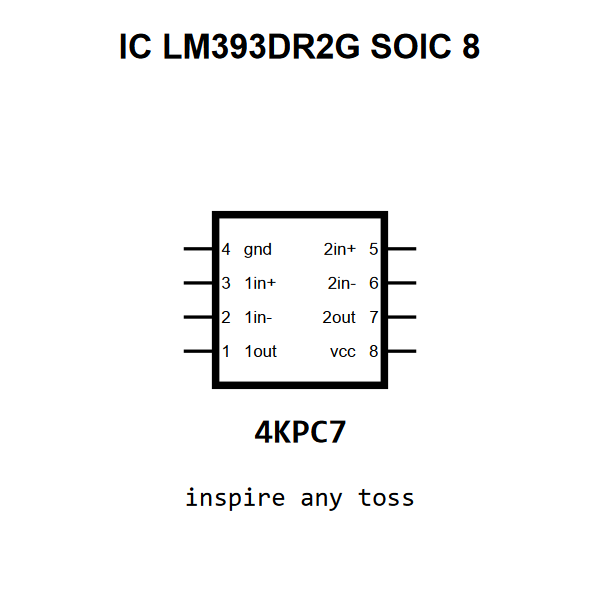 IC LM393DR2G SOIC 8
4 gnd 2in+ 5
3 1in+ 2in- 6
2 1in- 2out 7
1 1out vcc 8
4KPC7
inspire any toss